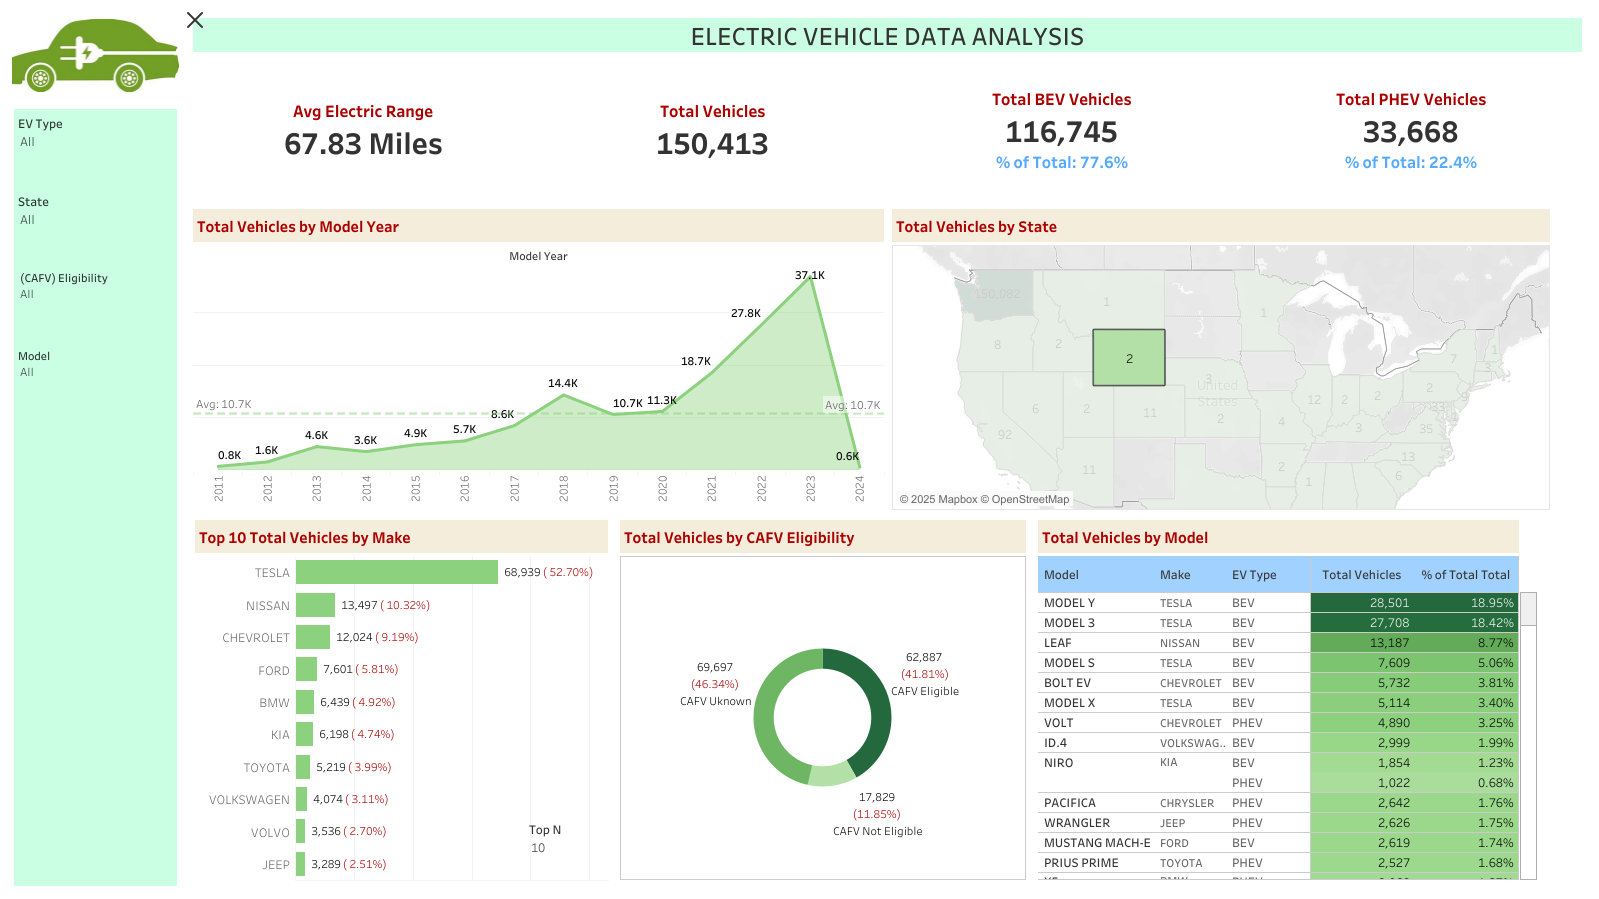 ELECTRIC VEHICLE DATA ANALYSIS
EV Type
All
State
All
(CAFV) Eligibility
All
Model
All
Avg Electric Range
67.83 Miles
Total Vehicles
150,413
Total BEV Vehicles
116,745
% of Total: 77.6%
Total PHEV Vehicles
33,668
% of Total: 22.4%
Total Vehicles by Model Year
Model Year
0.8K
1.6K
4.6K
3.6K
4.9K
5.7K
8.6K
14.4K
10.7K
11.3K
18.7K
27.8K
37.1K
0.6K
Avg: 10.7K
Avg: 10.7K
2011
2012
2013
2014
2015
2016
2017
2018
2019
2020
2021
2022
2023
2024
Total Vehicles by State
150,082
1
1
8
2
2
7
1
3
3
United
States
2
9
6
2
11
2
12
2
2
33
92
4
3
35
11
2
13
1
6
© 2025 Mapbox © OpenStreetMap
Top 10 Total Vehicles by Make
TESLA 68,939 ( 52.70%)
NISSAN 13,497 ( 10.32%)
CHEVROLET 12,024 ( 9.19%)
FORD 7,601 ( 5.81%)
BMW 6,439 ( 4.92%)
KIA 6,198 ( 4.74%)
TOYOTA 5,219 ( 3.99%)
VOLKSWAGEN 4,074 ( 3.11%)
VOLVO 3,536 ( 2.70%)
JEEP 3,289 ( 2.51%)
Top N
10
Total Vehicles by CAFV Eligibility
69,697
(46.34%)
CAFV Uknown
62,887
(41.81%)
CAFV Eligible
17,829
(11.85%)
CAFV Not Eligible
Total Vehicles by Model
Model Make EV Type Total Vehicles % of Total Total
MODEL Y TESLA BEV 28,501 18.95%
MODEL 3 TESLA BEV 27,708 18.42%
LEAF NISSAN BEV 13,187 8.77%
MODEL S TESLA BEV 7,609 5.06%
BOLT EV CHEVROLET BEV 5,732 3.81%
MODEL X TESLA BEV 5,114 3.40%
VOLT CHEVROLET PHEV 4,890 3.25%
ID.4 VOLKSWAG.. BEV 2,999 1.99%
NIRO KIA BEV 1,854 1.23%
PHEV 1,022 0.68%
PACIFICA CHRYSLER PHEV 2,642 1.76%
WRANGLER JEEP PHEV 2,626 1.75%
MUSTANG MACH-E FORD BEV 2,619 1.74%
PRIUS PRIME TOYOTA PHEV 2,527 1.68%